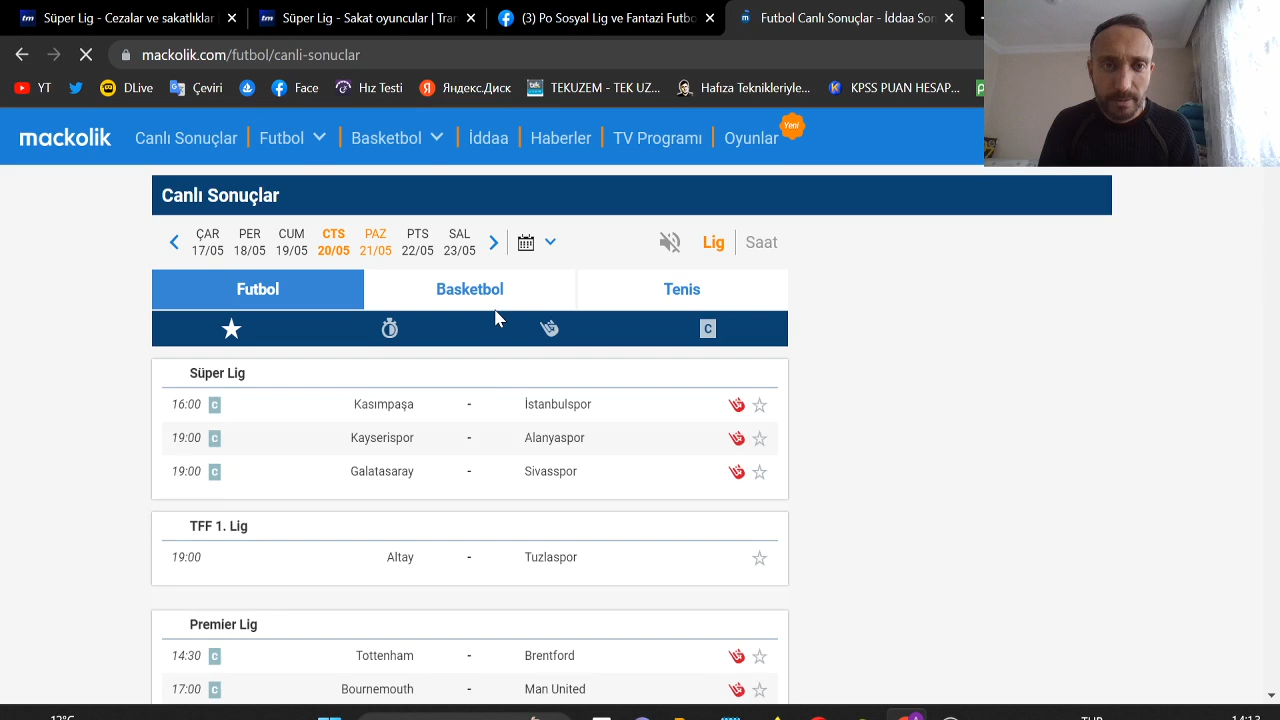 Süper Lig - Cezalar ve sakatlıklar
Süper Lig - Sakat oyuncular | Tran
(3) Po Sosyal Lig ve Fantazi Futbo
Futbol Canlı Sonuçlar - İddaa Son
mackolik.com/futbol/canli-sonuclar
YT
DLive
Çeviri
Face
Hız Testi
Яндекс.Диск
TEKUZEM - TEK UZ...
Hafıza Teknikleriyle...
KPSS PUAN HESAP...
mackolik
Canlı Sonuçlar
Futbol
Basketbol
İddaa
Haberler
TV Programı
Oyunlar
Yeni
Canlı Sonuçlar
ÇAR PER CUM CTS PAZ PTS SAL
17/05 18/05 19/05 20/05 21/05 22/05 23/05
Lig
Saat
Futbol
Basketbol
Tenis
C
Süper Lig
16:00 C Kasımpaşa - İstanbulspor
19:00 C Kayserispor - Alanyaspor
19:00 C Galatasaray - Sivasspor
TFF 1. Lig
19:00 Altay - Tuzlaspor
Premier Lig
14:30 C Tottenham - Brentford
17:00 C Bournemouth - Man United